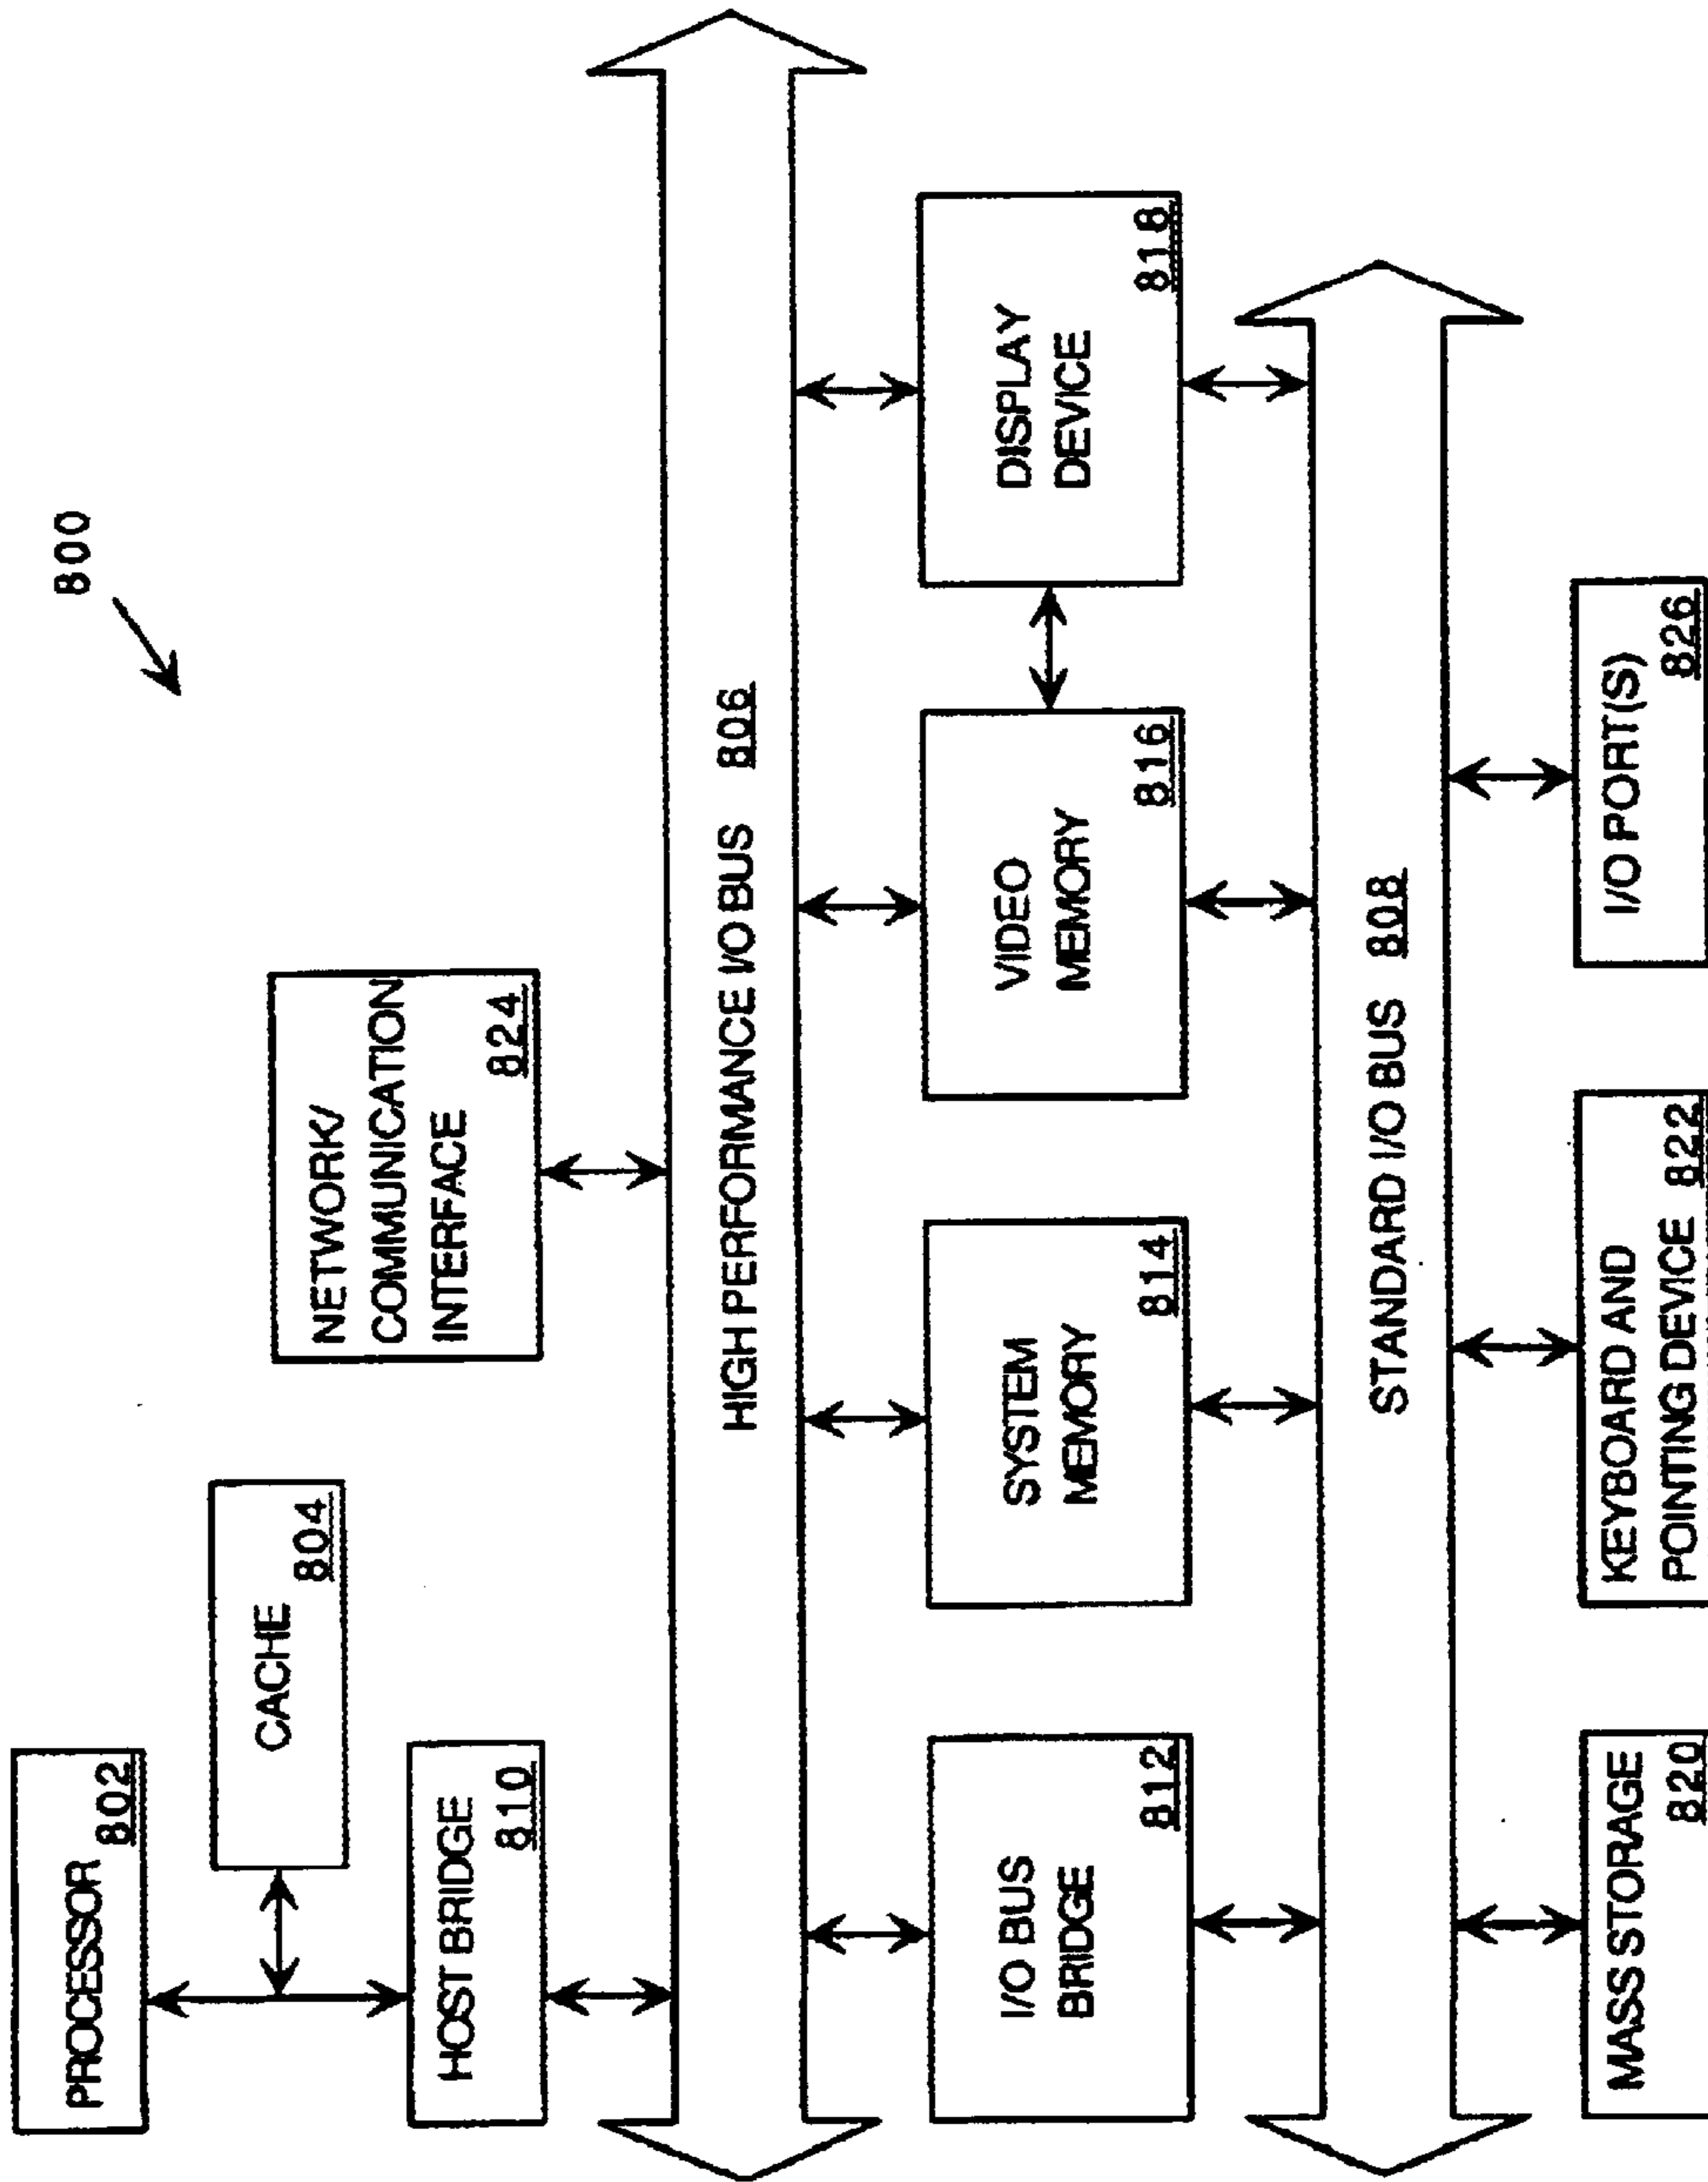 800
PROCESSOR
802
CACHE
804
HOST BRIDGE
810
NETWORK/
COMMUNICATION
INTERFACE
824
HIGH PERFORMANCE I/O BUS 806
I/O BUS
BRIDGE
812
SYSTEM
MEMORY
814
VIDEO
MEMORY
816
DISPLAY
DEVICE
818
STANDARD I/O BUS 808
MASS STORAGE
820
KEYBOARD AND
POINTING DEVICE 822
I/O PORT(S)
826